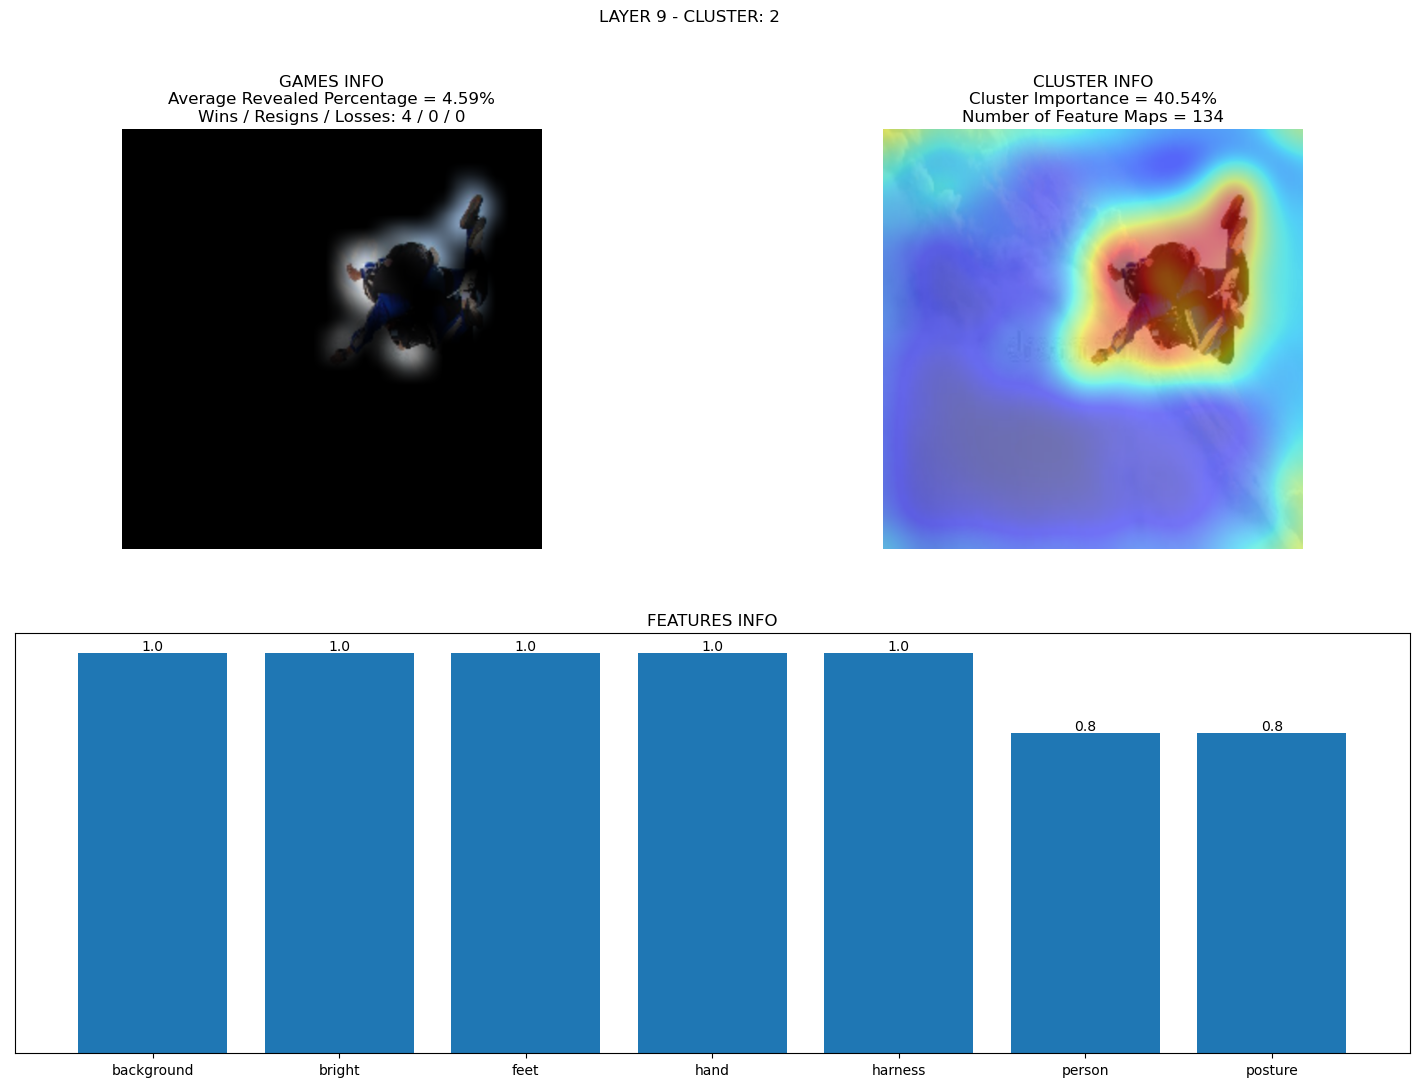 LAYER 9 - CLUSTER: 2
GAMES INFO
Average Revealed Percentage = 4.59%
Wins / Resigns / Losses: 4 / 0 / 0
CLUSTER INFO
Cluster Importance = 40.54%
Number of Feature Maps = 134
FEATURES INFO
1.0 1.0 1.0 1.0 1.0 0.8 0.8
background bright feet hand harness person posture